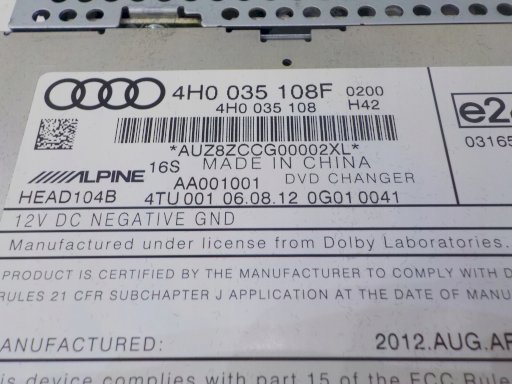 4H0 035 108F 0200
4H0 035 108 H42
e2
*AUZ8ZCCG00002XL*
03165
16S MADE IN CHINA
ALPINE AA001001 DVD CHANGER
HEAD104B 4TU 001 06.08.12 0G01 0041
12V DC NEGATIVE GND
Manufactured under license from Dolby Laboratories.
PRODUCT IS CERTIFIED BY THE MANUFACTURER TO COMPLY WITH D
RULES 21 CFR SUBCHAPTER J APPLICATION AT THE DATE OF MANU
ANUFACTURED: 2012.AUG.AF
is device complies with part 15 of the FCC Rule